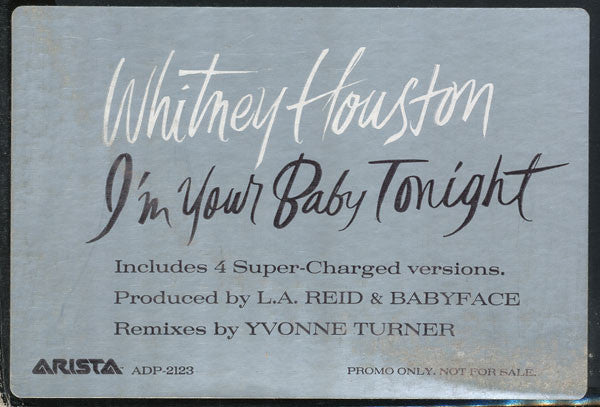 Whitney Houston
I'm Your Baby Tonight
Includes 4 Super-Charged versions.
Produced by L.A. REID & BABYFACE
Remixes by YVONNE TURNER
ARISTA ADP-2123 PROMO ONLY. NOT FOR SALE.